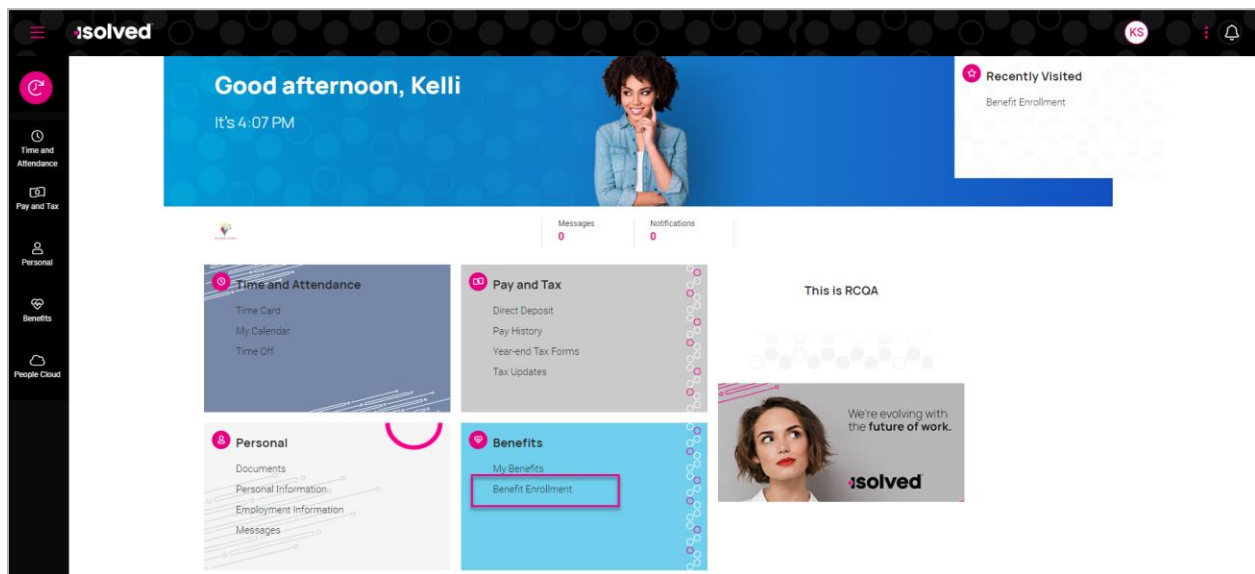 isolved
KS
Good afternoon, Kelli
It's 4:07 PM
Recently Visited
Benefit Enrollment
Time and
Attendance
Pay and Tax
Personal
Benefits
People Cloud
Messages
0
Notifications
0
Time and Attendance
Time Card
My Calendar
Time Off
Pay and Tax
Direct Deposit
Pay History
Year-end Tax Forms
Tax Updates
This is RCQA
We're evolving with
the future of work.
isolved
Personal
Documents
Personal Information
Employment Information
Messages
Benefits
My Benefits
Benefit Enrollment